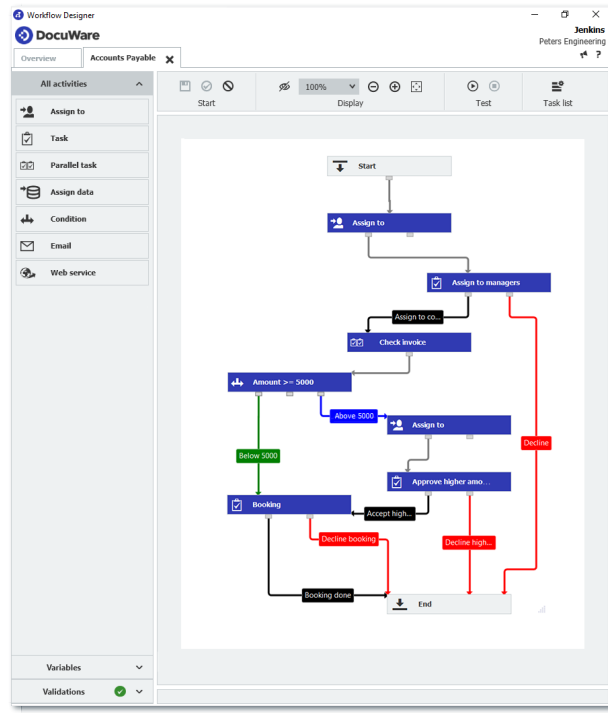 Workflow Designer
DocuWare
Jenkins
Peters Engineering
Overview
Accounts Payable
?
All activities
Assign to
Task
Parallel task
Assign data
Condition
Email
Web service
100%
Start
Display
Test
Task list
Start
Assign to
Assign to managers
Assign to co...
Check invoice
Amount >= 5000
Above 5000
Assign to
Decline
Below 5000
Approve higher amo...
Booking
Accept high...
Decline booking
Decline high...
Booking done
End
Variables
Validations